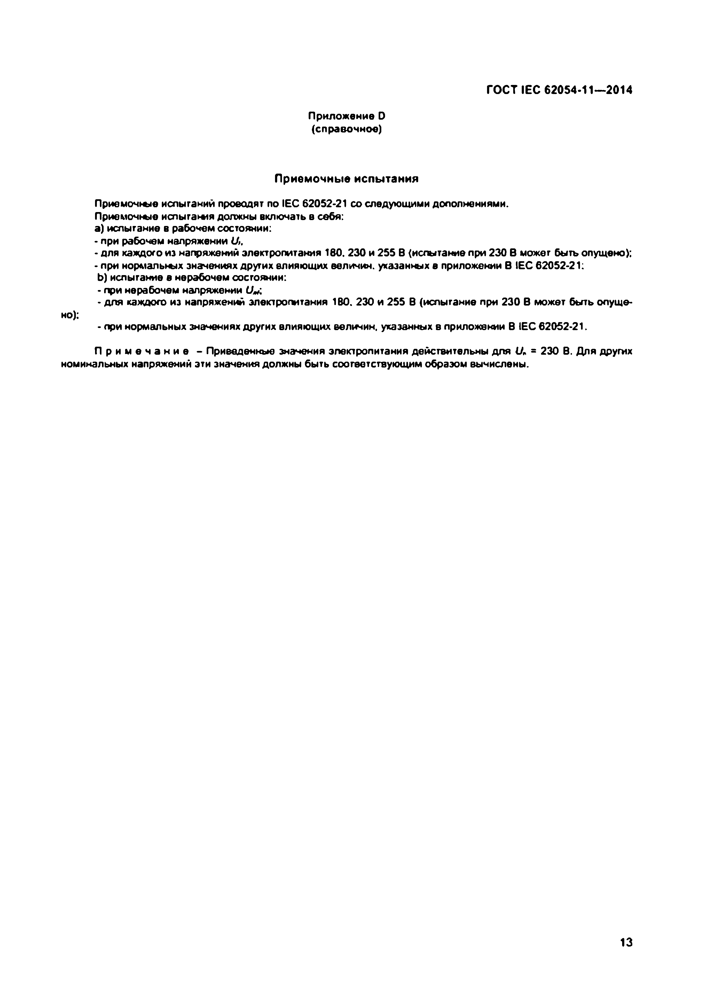 ГОСТ IEC 62054-11—2014
Приложение D
(справочное)
Приемочные испытания
Приемочные испытаний проводят по IEC 62052-21 со следующими дополнениями.
Приемочные испытания должны включать в себя:
a) испытание в рабочем состоянии:
- при рабочем напряжении
- для каждого из напряжений электропитания 180, 230 и 255 В (испытание при 230 В может быть опущено);
- при нормальных значениях других влияющих величин, указанных в приложении В IEC 62052-21;
b) испытание в нерабочем состоянии:
- при нерабочем напряжении
- для каждого из напряжений электропитания 180, 230 и 255 В (испытание при 230 В может быть опуще-
но);
- при нормальных значениях других влияющих величин, указанных в приложении В IEC 62052-21.
Примечание – Приведенные значения электропитания действительны для Uₙ = 230 В. Для других
номинальных напряжений эти значения должны быть соответствующим образом вычислены.
13